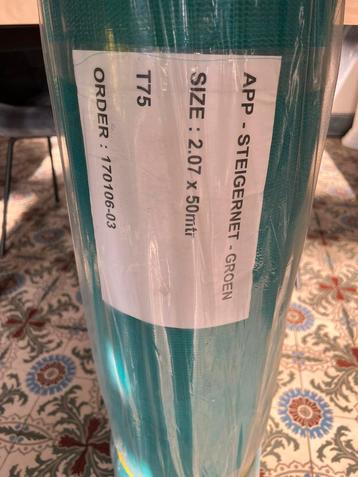 APP - STEIGERNET - GROEN
SIZE : 2.07 x 50mtr
T75
ORDER : 170106-03